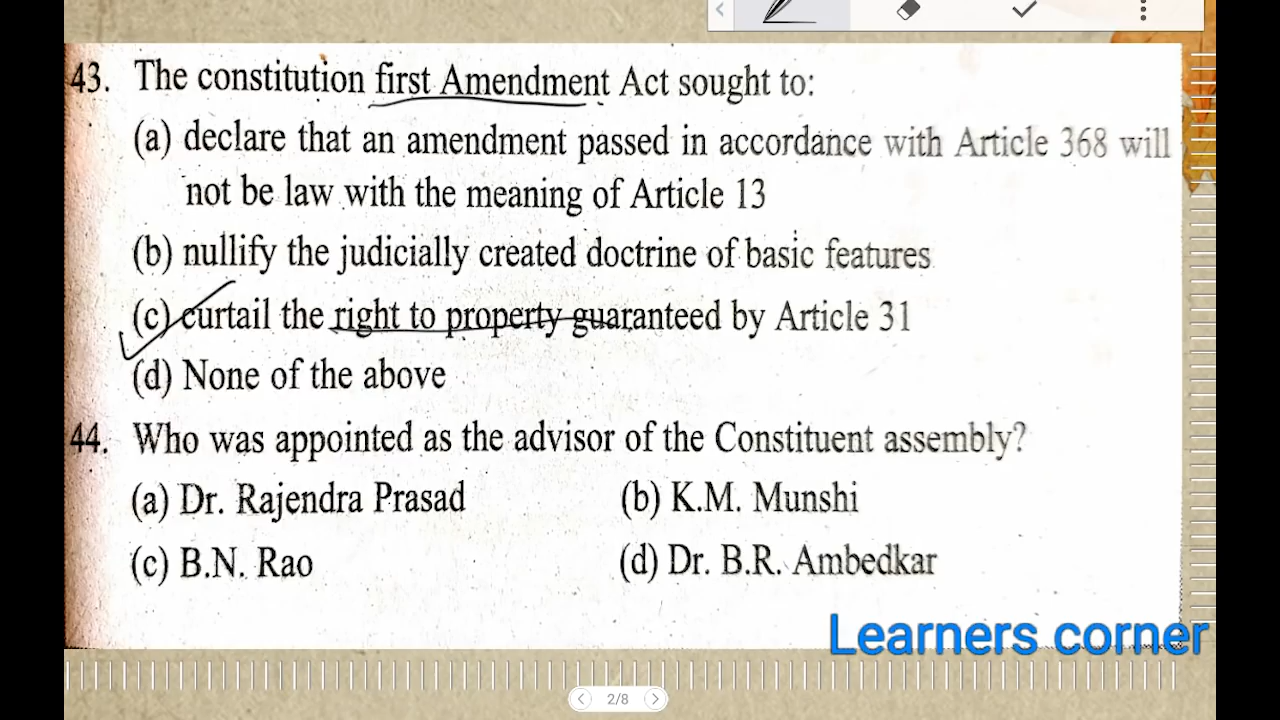 43. The constitution first Amendment Act sought to:
(a) declare that an amendment passed in accordance with Article 368 will
not be law with the meaning of Article 13
(b) nullify the judicially created doctrine of basic features
(c) curtail the right to property guaranteed by Article 31
(d) None of the above
44. Who was appointed as the advisor of the Constituent assembly?
(a) Dr. Rajendra Prasad (b) K.M. Munshi
(c) B.N. Rao (d) Dr. B.R. Ambedkar
Learners corner
2/8